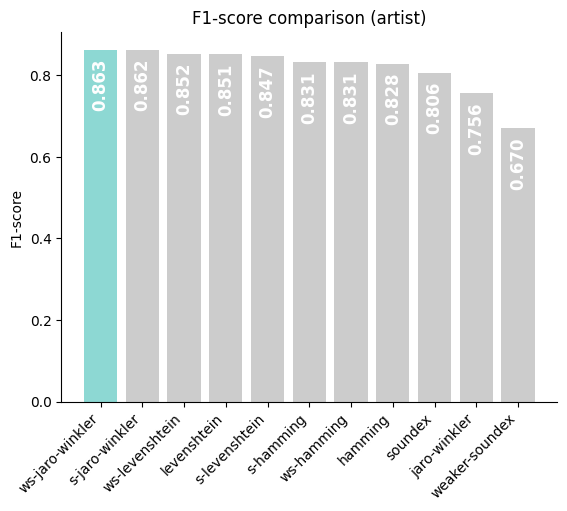 F1-score comparison (artist)
F1-score
0.8
0.6
0.4
0.2
0.0
0.863
0.862
0.852
0.851
0.847
0.831
0.831
0.828
0.806
0.756
0.670
ws-jaro-winkler
s-jaro-winkler
ws-levenshtein
levenshtein
s-levenshtein
s-hamming
ws-hamming
hamming
soundex
jaro-winkler
weaker-soundex